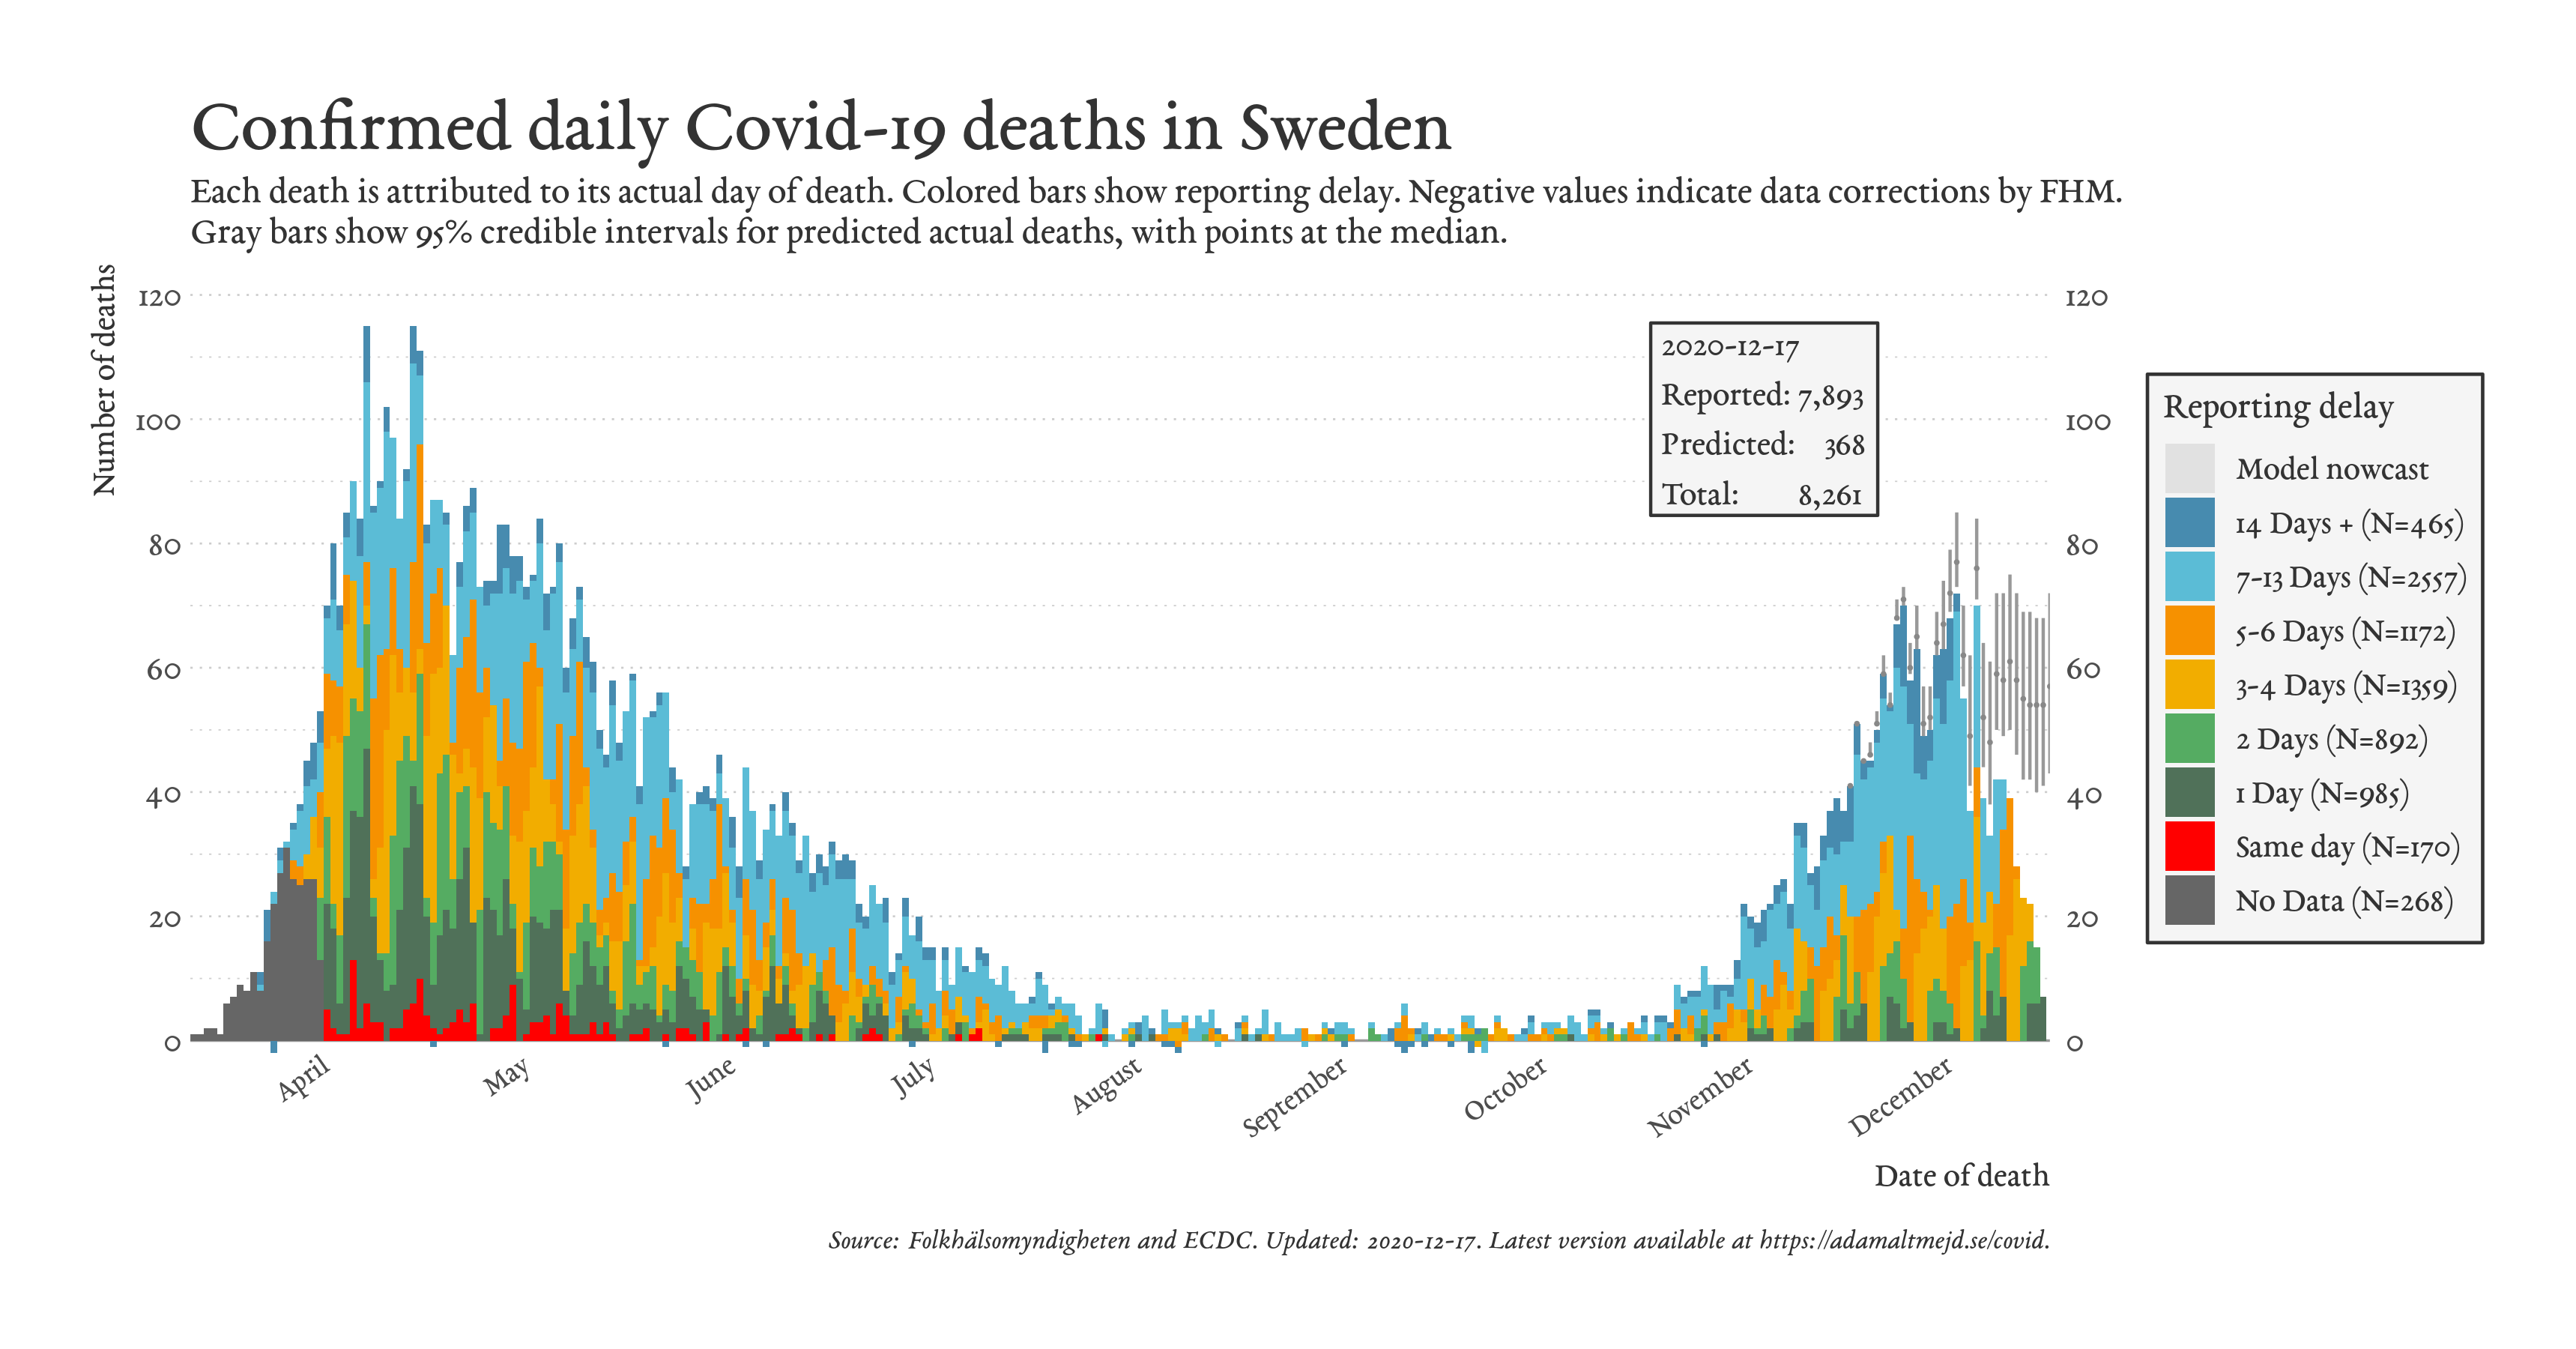 Confirmed daily Covid-19 deaths in Sweden
Each death is attributed to its actual day of death. Colored bars show reporting delay. Negative values indicate data corrections by FHM.
Gray bars show 95% credible intervals for predicted actual deaths, with points at the median.
Number of deaths
120
100
80
60
40
20
0
120
100
80
60
40
20
0
2020-12-17
Reported: 7,893
Predicted: 368
Total: 8,261
Reporting delay
Model nowcast
14 Days + (N=465)
7-13 Days (N=2557)
5-6 Days (N=1172)
3-4 Days (N=1359)
2 Days (N=892)
1 Day (N=985)
Same day (N=170)
No Data (N=268)
April
May
June
July
August
September
October
November
December
Date of death
Source: Folkhälsomyndigheten and ECDC. Updated: 2020-12-17. Latest version available at https://adamaltmejd.se/covid.